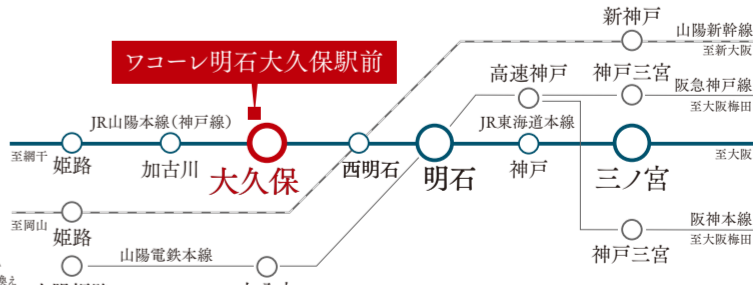 新神戸
山陽新幹線
至新大阪
ワコーレ明石大久保駅前
高速神戸
神戸三宮
阪急神戸線
至大阪梅田
JR山陽本線(神戸線)
JR東海道本線
至網干
姫路
加古川
大久保
西明石
明石
神戸
三ノ宮
至大阪
至岡山
姫路
阪神本線
至大阪梅田
神戸三宮
山陽電鉄本線